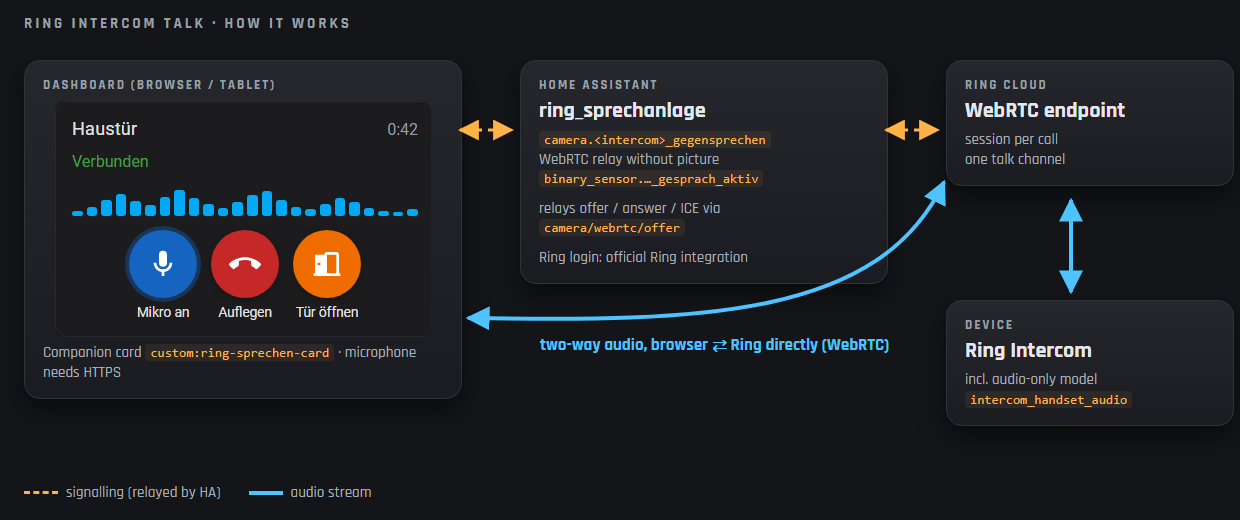 RING INTERCOM TALK · HOW IT WORKS
DASHBOARD (BROWSER / TABLET)
Haustür
0:42
Verbunden
Mikro an
Auflegen
Tür öffnen
Companion card custom:ring-sprechen-card · microphone
needs HTTPS
HOME ASSISTANT
ring_sprechanlage
camera.<intercom>_gegensprechen
WebRTC relay without picture
binary_sensor.…_gesprach_aktiv
relays offer / answer / ICE via
camera/webrtc/offer
Ring login: official Ring integration
RING CLOUD
WebRTC endpoint
session per call
one talk channel
two-way audio, browser ⇄ Ring directly (WebRTC)
DEVICE
Ring Intercom
incl. audio-only model
intercom_handset_audio
signalling (relayed by HA)
audio stream